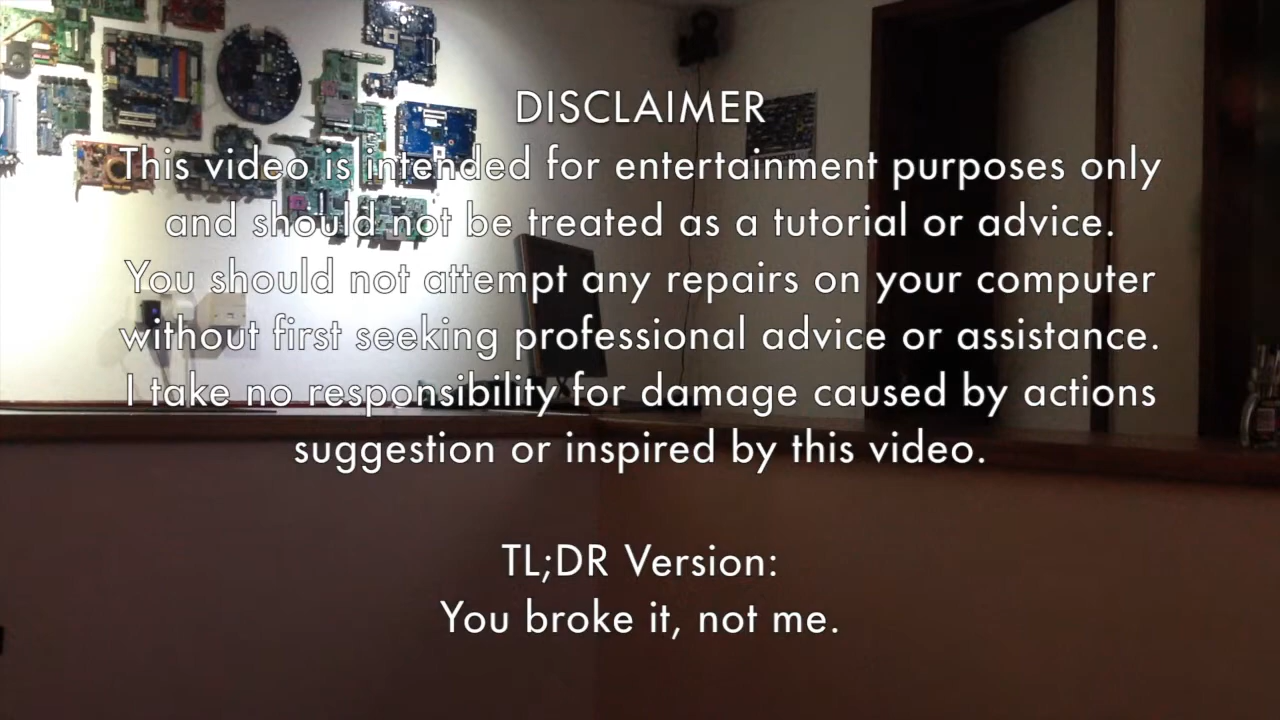 DISCLAIMER
This video is intended for entertainment purposes only
and should not be treated as a tutorial or advice.
You should not attempt any repairs on your computer
without first seeking professional advice or assistance.
I take no responsibility for damage caused by actions
suggestion or inspired by this video.
TL;DR Version:
You broke it, not me.